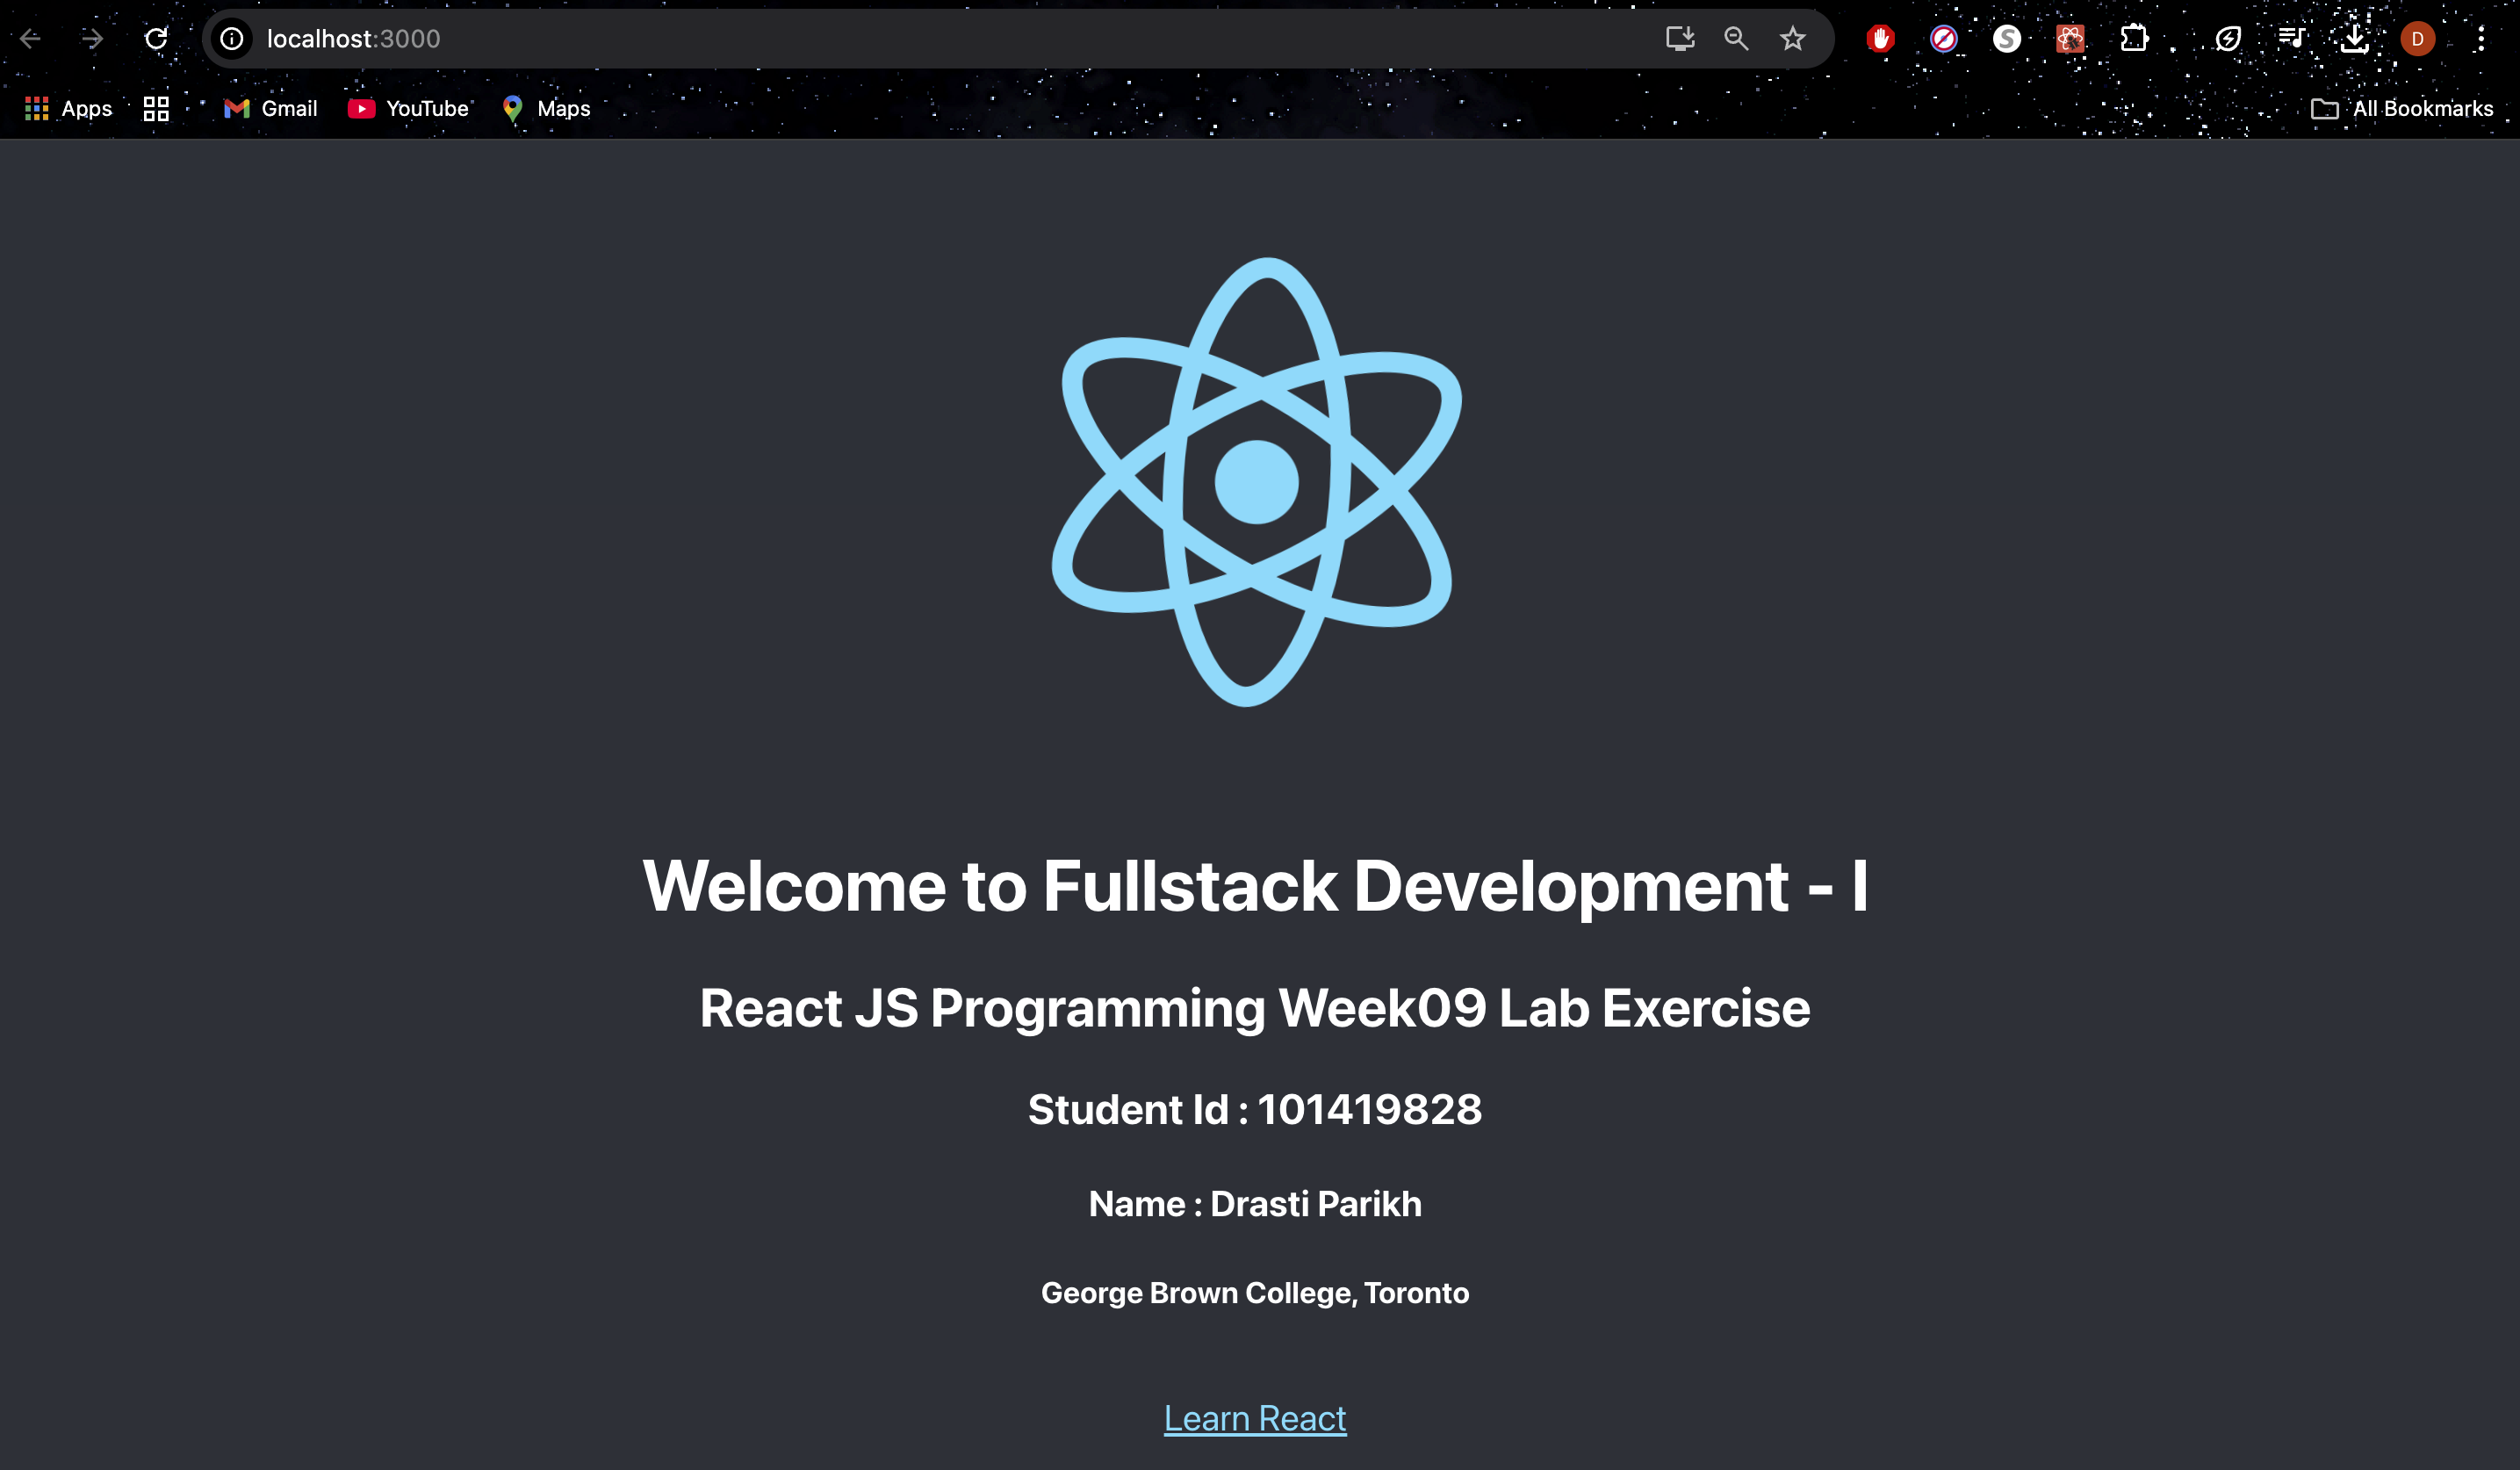 localhost:3000
Apps Gmail YouTube Maps All Bookmarks
Welcome to Fullstack Development - I
React JS Programming Week09 Lab Exercise
Student Id : 101419828
Name : Drasti Parikh
George Brown College, Toronto
Learn React
D